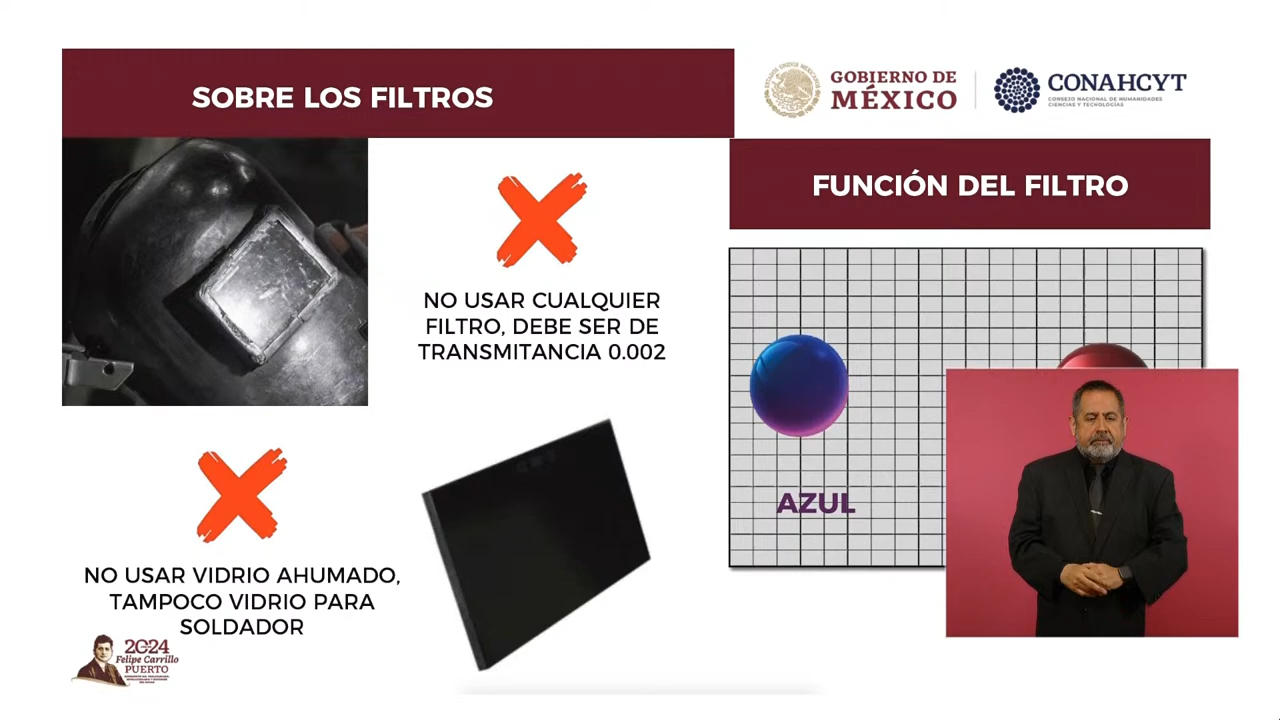 SOBRE LOS FILTROS
GOBIERNO DE
MÉXICO
CONAHCYT
CONSEJO NACIONAL DE HUMANIDADES
CIENCIAS Y TECNOLOGÍAS
FUNCIÓN DEL FILTRO
NO USAR CUALQUIER
FILTRO, DEBE SER DE
TRANSMITANCIA 0.002
AZUL
NO USAR VIDRIO AHUMADO,
TAMPOCO VIDRIO PARA
SOLDADOR
2024
Felipe Carrillo
PUERTO